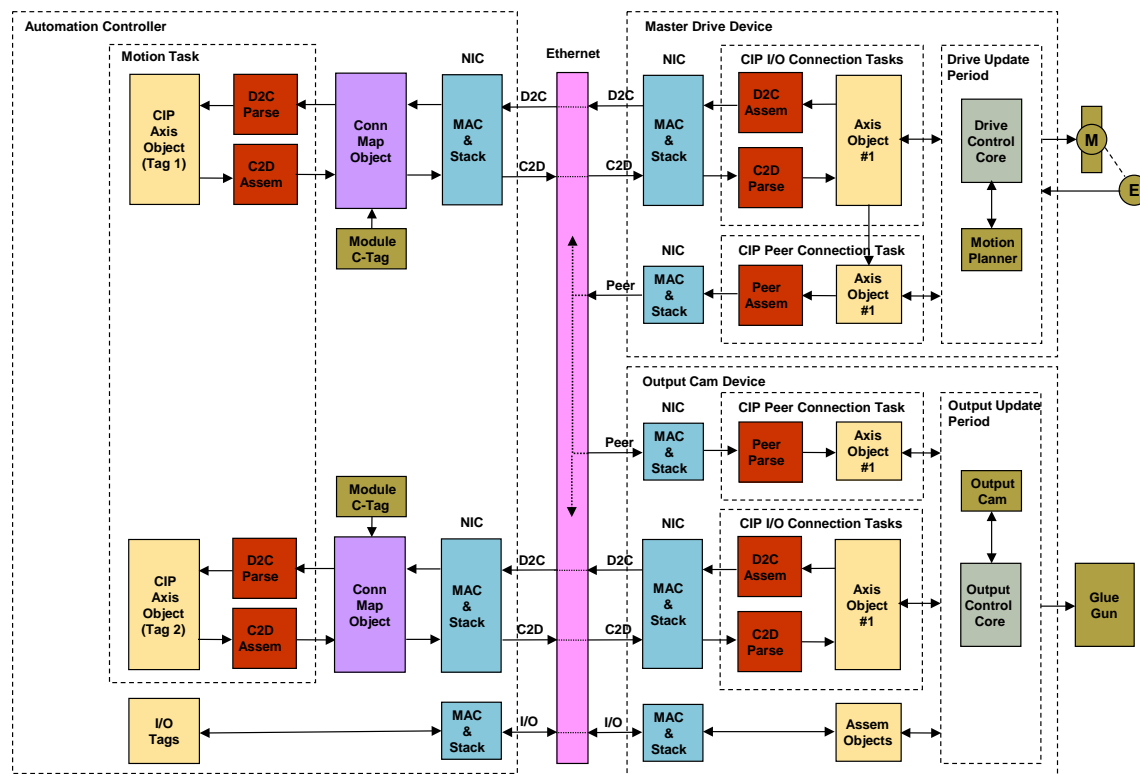 Automation Controller
Motion Task
CIP
Axis
Object
(Tag 1)
D2C
Parse
C2D
Assem
Conn
Map
Object
Module
C-Tag
NIC
MAC
&
Stack
Ethernet
D2C
D2C
C2D
C2D
Master Drive Device
NIC
MAC
&
Stack
CIP I/O Connection Tasks
D2C
Assem
C2D
Parse
Axis
Object
#1
Drive Update
Period
Drive
Control
Core
Motion
Planner
M
E
Peer
NIC
MAC
&
Stack
CIP Peer Connection Task
Peer
Assem
Axis
Object
#1
Output Cam Device
Peer
NIC
MAC
&
Stack
CIP Peer Connection Task
Peer
Parse
Axis
Object
#1
Output Update
Period
Output
Cam
Output
Control
Core
Glue
Gun
Module
C-Tag
CIP
Axis
Object
(Tag 2)
D2C
Parse
C2D
Assem
Conn
Map
Object
NIC
MAC
&
Stack
D2C
D2C
C2D
C2D
NIC
MAC
&
Stack
CIP I/O Connection Tasks
D2C
Assem
C2D
Parse
Axis
Object
#1
I/O
Tags
MAC
&
Stack
I/O
I/O
MAC
&
Stack
Assem
Objects